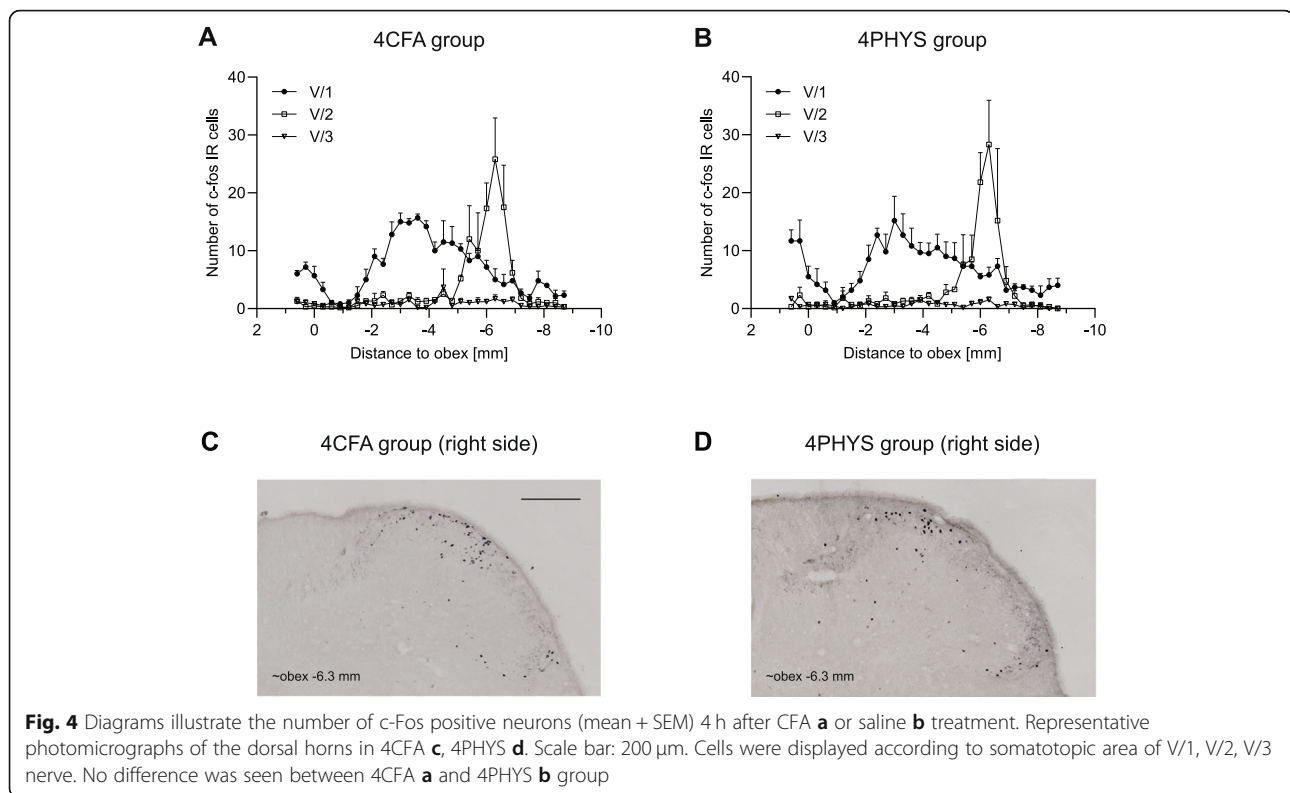 A
4CFA group
B
4PHYS group
40
30
20
10
0
Number of c-fos IR cells
V/1
V/2
V/3
2
0
-2
-4
-6
-8
-10
Distance to obex [mm]
40
30
20
10
0
Number of c-fos IR cells
V/1
V/2
V/3
2
0
-2
-4
-6
-8
-10
Distance to obex [mm]
C
4CFA group (right side)
D
4PHYS group (right side)
~obex -6.3 mm
~obex -6.3 mm
Fig. 4 Diagrams illustrate the number of c-Fos positive neurons (mean + SEM) 4 h after CFA a or saline b treatment. Representative
photomicrographs of the dorsal horns in 4CFA c, 4PHYS d. Scale bar: 200 μm. Cells were displayed according to somatotopic area of V/1, V/2, V/3
nerve. No difference was seen between 4CFA a and 4PHYS b group